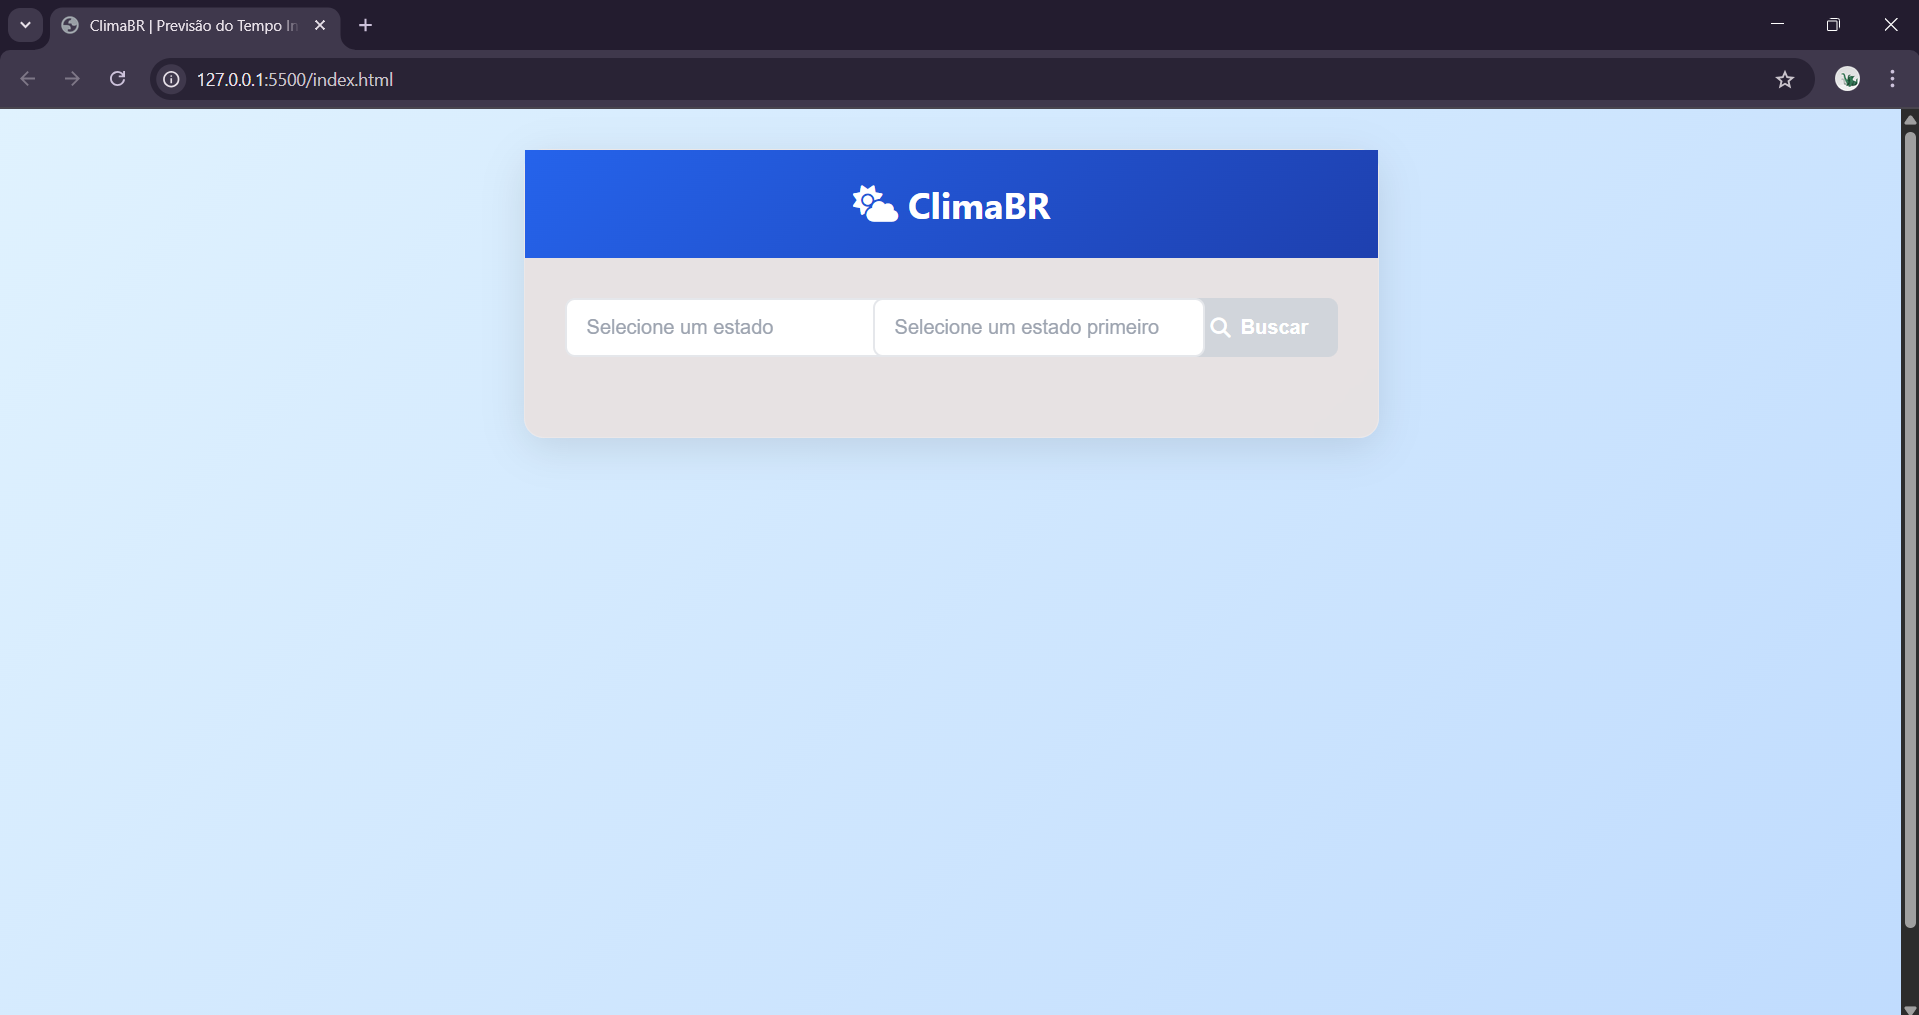 ClimaBR | Previsão do Tempo In
127.0.0.1:5500/index.html
ClimaBR
Selecione um estado
Selecione um estado primeiro
Buscar